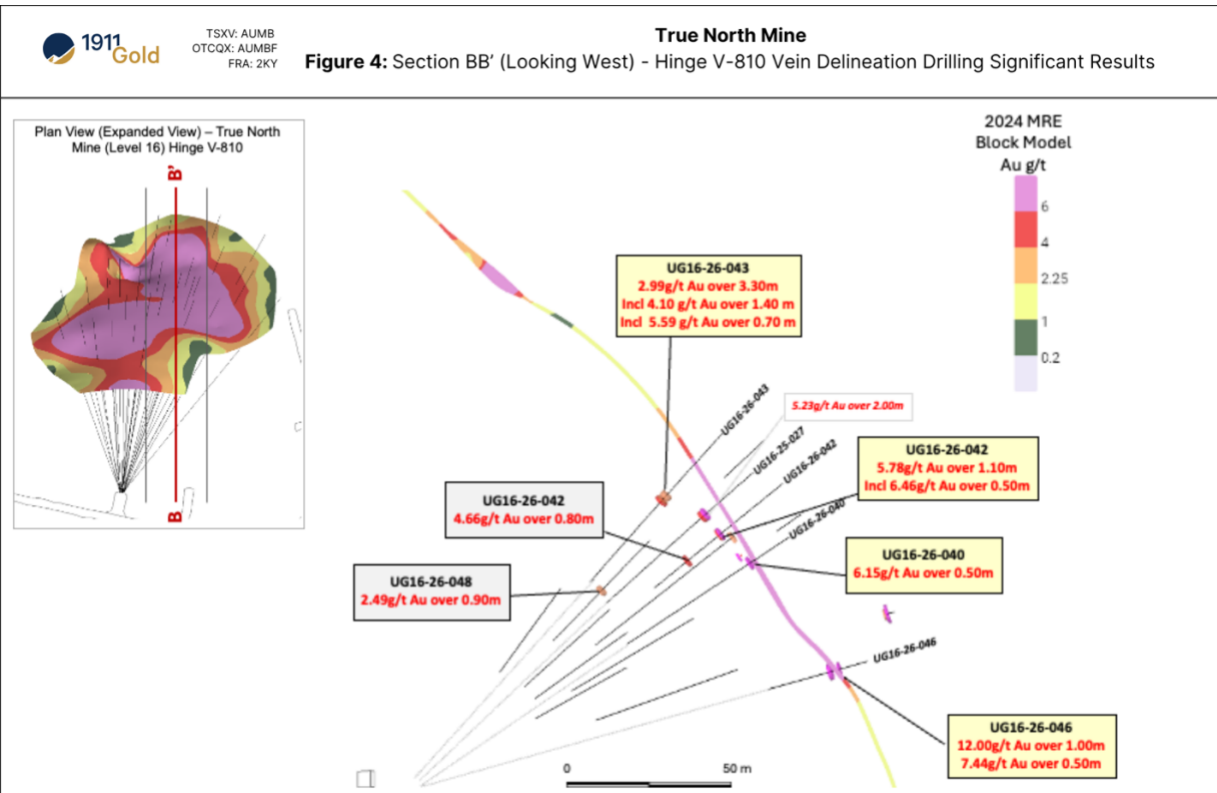 1911 Gold
TSXV: AUMB
OTCQX: AUMBF
FRA: 2KY
True North Mine
Figure 4: Section BB' (Looking West) - Hinge V-810 Vein Delineation Drilling Significant Results
Plan View (Expanded View) – True North
Mine (Level 16) Hinge V-810
B'
B
2024 MRE
Block Model
Au g/t
6
4
2.25
1
0.2
UG16-26-043
2.99g/t Au over 3.30m
Incl 4.10 g/t Au over 1.40 m
Incl 5.59 g/t Au over 0.70 m
UG16-26-043
5.23g/t Au over 2.00m
UG16-25-027
UG16-26-042
UG16-26-042
5.78g/t Au over 1.10m
Incl 6.46g/t Au over 0.50m
UG16-26-042
4.66g/t Au over 0.80m
UG16-26-040
UG16-26-040
6.15g/t Au over 0.50m
UG16-26-048
2.49g/t Au over 0.90m
UG16-26-046
UG16-26-046
12.00g/t Au over 1.00m
7.44g/t Au over 0.50m
0
50 m